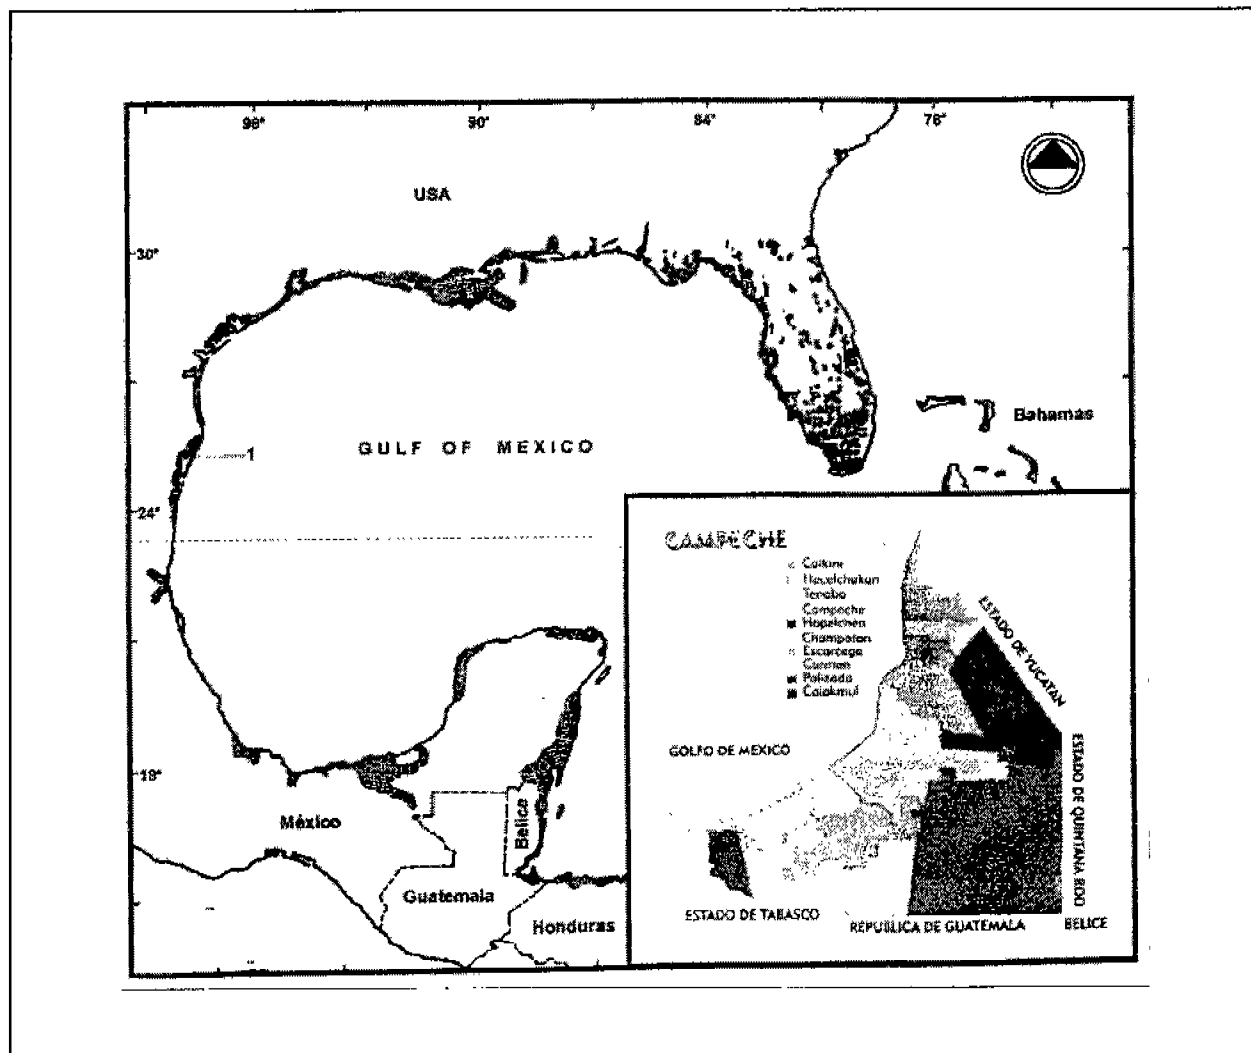 96° 90° 84° 78°
USA
30°
Bahamas
GULF OF MEXICO
1
24°
CAMPECHE
Calkini
Hecelchakan
Tenabo
Campeche
Hopelchen
Champoton
Escarcega
Carmen
Palizada
Calakmul
ESTADO DE YUCATAN
GOLFO DE MEXICO
ESTADO DE QUINTANA ROO
18°
México
Belice
Guatemala
ESTADO DE TABASCO
REPUBLICA DE GUATEMALA
BELICE
Honduras